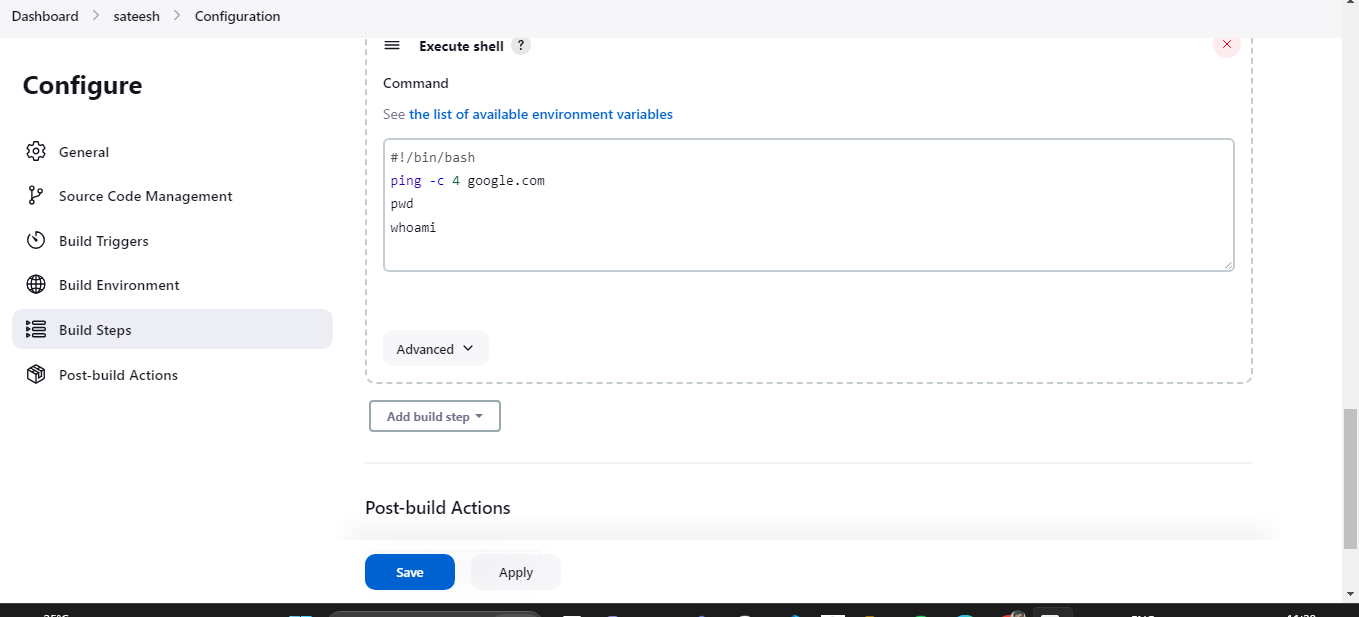 Dashboard > sateesh > Configuration
Configure
General
Source Code Management
Build Triggers
Build Environment
Build Steps
Post-build Actions
Execute shell ?
Command
See the list of available environment variables
#!/bin/bash
ping -c 4 google.com
pwd
whoami
Advanced
Add build step
Post-build Actions
Save Apply